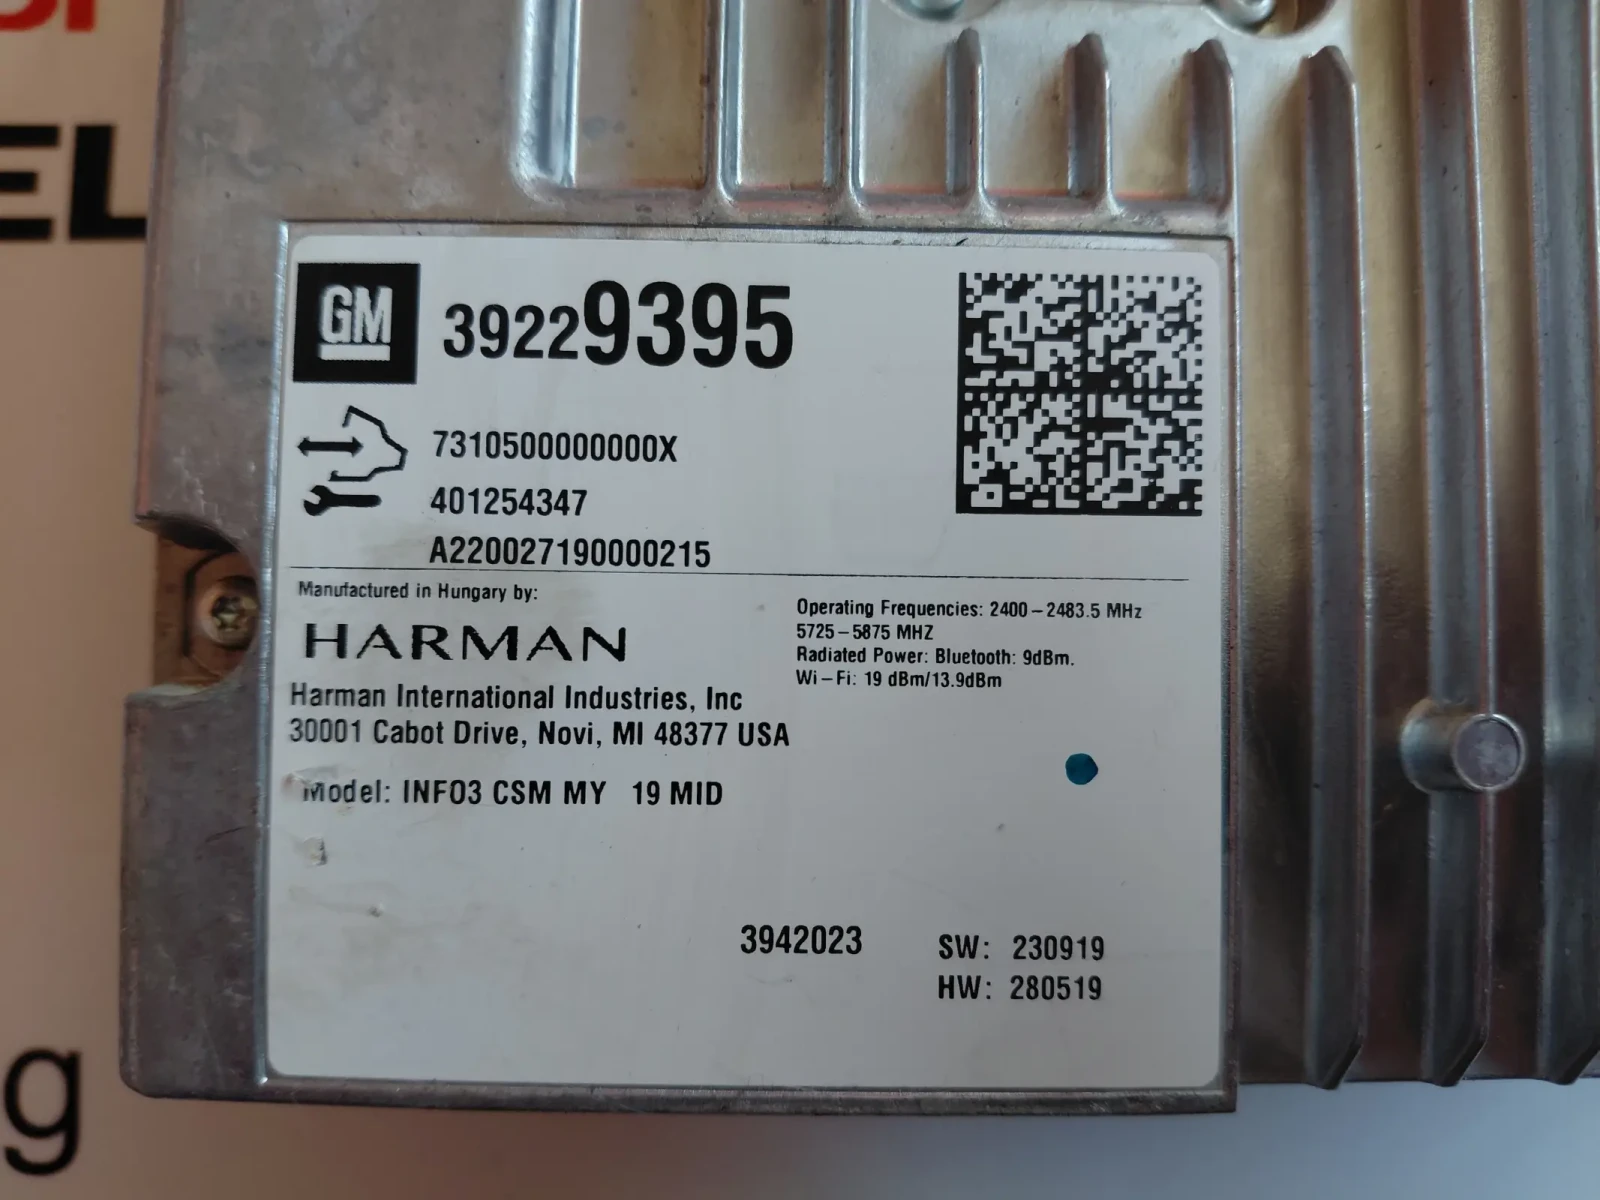 EL
GM
39229395
7310500000000X
401254347
A220027190000215
Manufactured in Hungary by:
HARMAN
Harman International Industries, Inc
30001 Cabot Drive, Novi, MI 48377 USA
Model: INFO3 CSM MY 19 MID
Operating Frequencies: 2400-2483.5 MHz
5725-5875 MHZ
Radiated Power: Bluetooth: 9dBm.
Wi-Fi: 19 dBm/13.9dBm
3942023
SW: 230919
HW: 280519
g